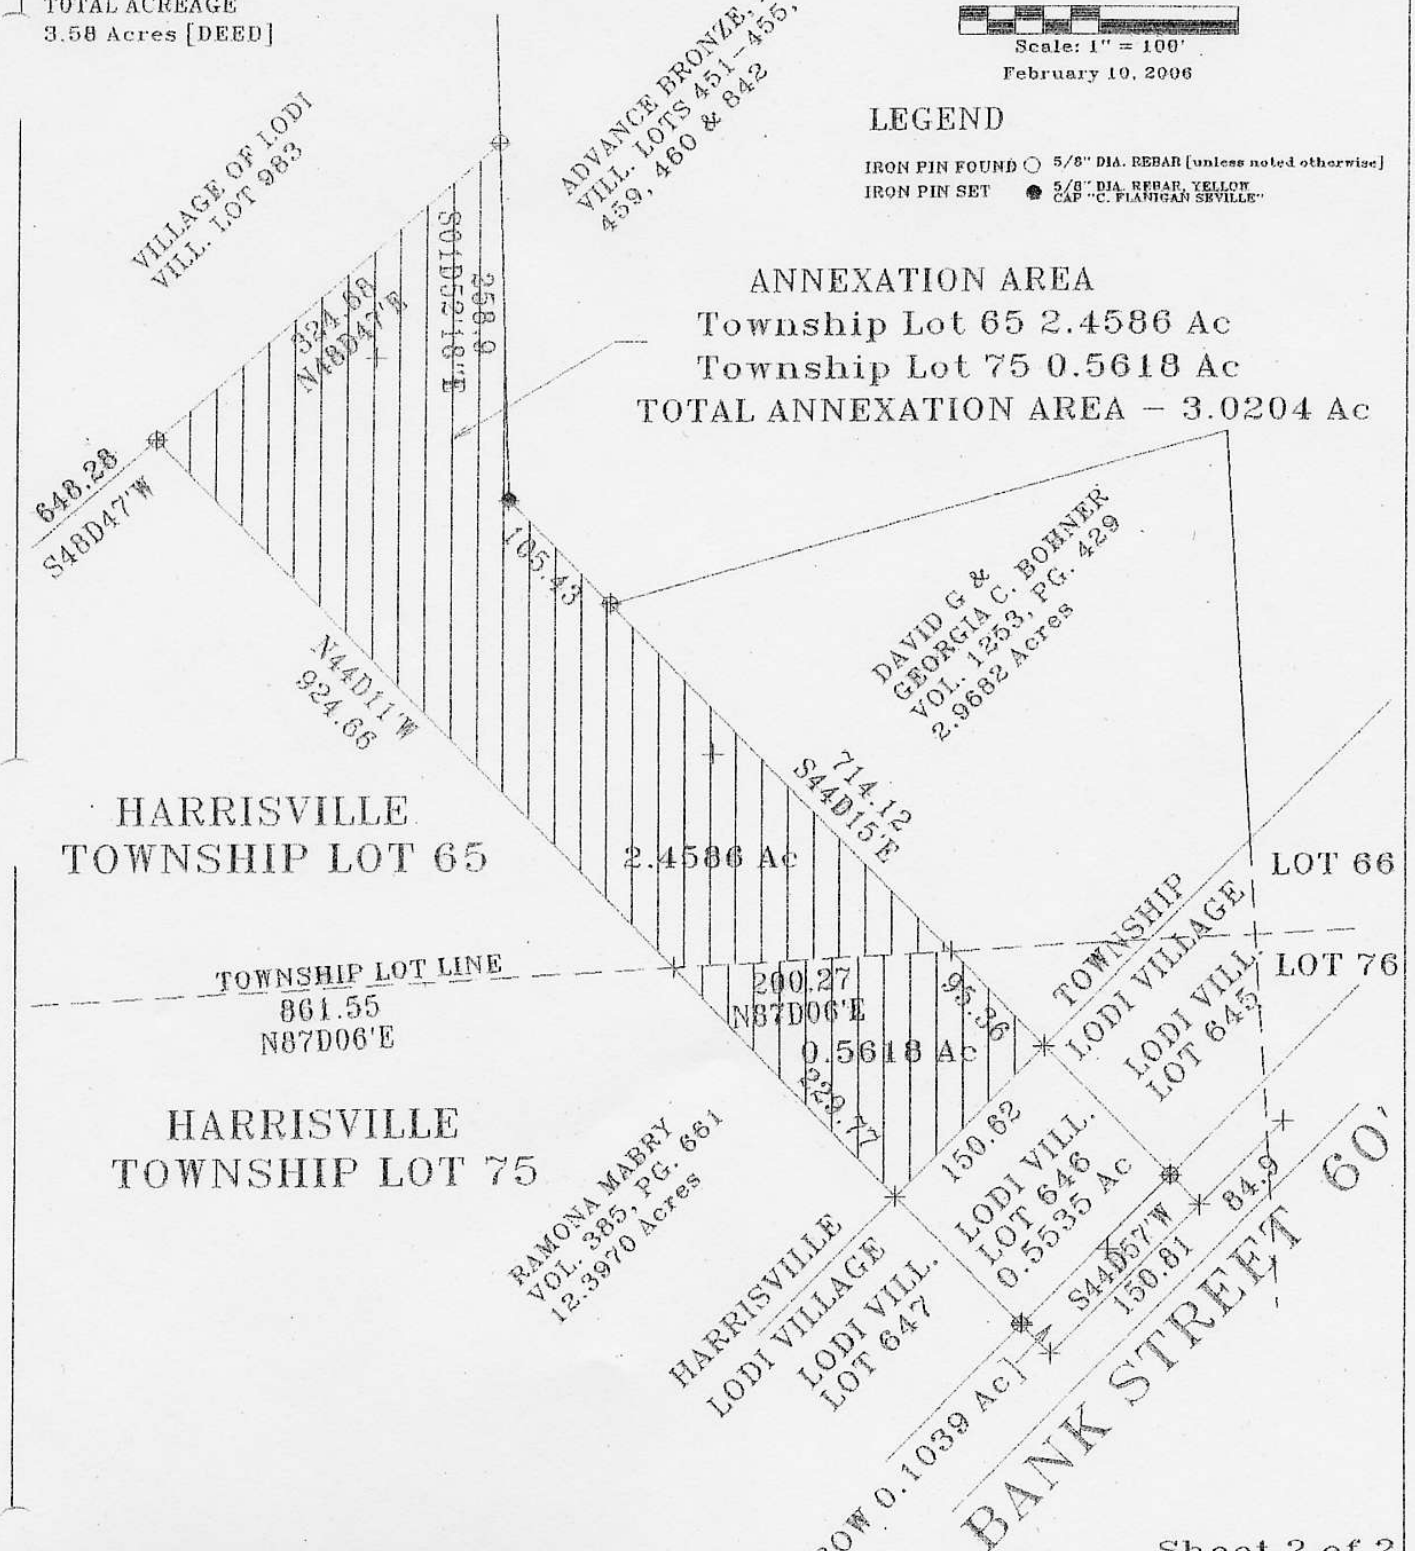 TOTAL ACREAGE
3.58 Acres [DEED]
Scale: 1" = 100'
February 10, 2006
LEGEND
IRON PIN FOUND 5/8" DIA. REBAR [unless noted otherwise]
IRON PIN SET 5/8" DIA. REBAR, YELLOW
CAP "C. FLANIGAN SEVILLE"
VILLAGE OF LODI
VILL. LOT 983
ADVANCE BRONZE,
VILL. LOTS 451-455,
459, 460 & 842
324.68
N48D47'E
S01D52'18"E
258.9
ANNEXATION AREA
Township Lot 65 2.4586 Ac
Township Lot 75 0.5618 Ac
TOTAL ANNEXATION AREA - 3.0204 Ac
648.28
S48D47'W
105.43
DAVID G &
GEORGIA C. BOHNER
VOL. 1253, PG. 429
2.9682 Acres
N44D11'W
924.66
714.12
S44D15'E
HARRISVILLE
TOWNSHIP LOT 65
2.4586 Ac
LOT 66
TOWNSHIP
LODI VILLAGE
TOWNSHIP LOT LINE
861.55
N87D06'E
200.27
N87D06'E
95.36
LOT 76
LODI VILL.
LOT 645
0.5618 Ac
229.77
HARRISVILLE
TOWNSHIP LOT 75
RAMONA MABRY
VOL. 385, PG. 661
12.3970 Acres
150.62
LODI VILL.
LOT 646
0.5535 Ac
84.9
S44D57'W
150.81
HARRISVILLE
LODI VILLAGE
LODI VILL.
LOT 647
BANK STREET 60'
ROW 0.1039 Ac]
Sheet 2 of 2